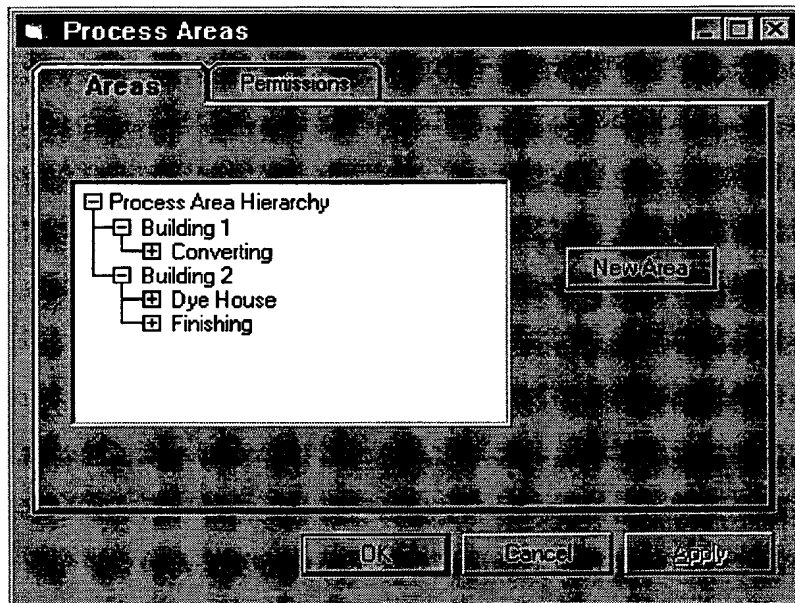 Process Areas
Areas Permissions
Process Area Hierarchy
Building 1
Converting
New Area
Building 2
Dye House
Finishing
OK Cancel Apply